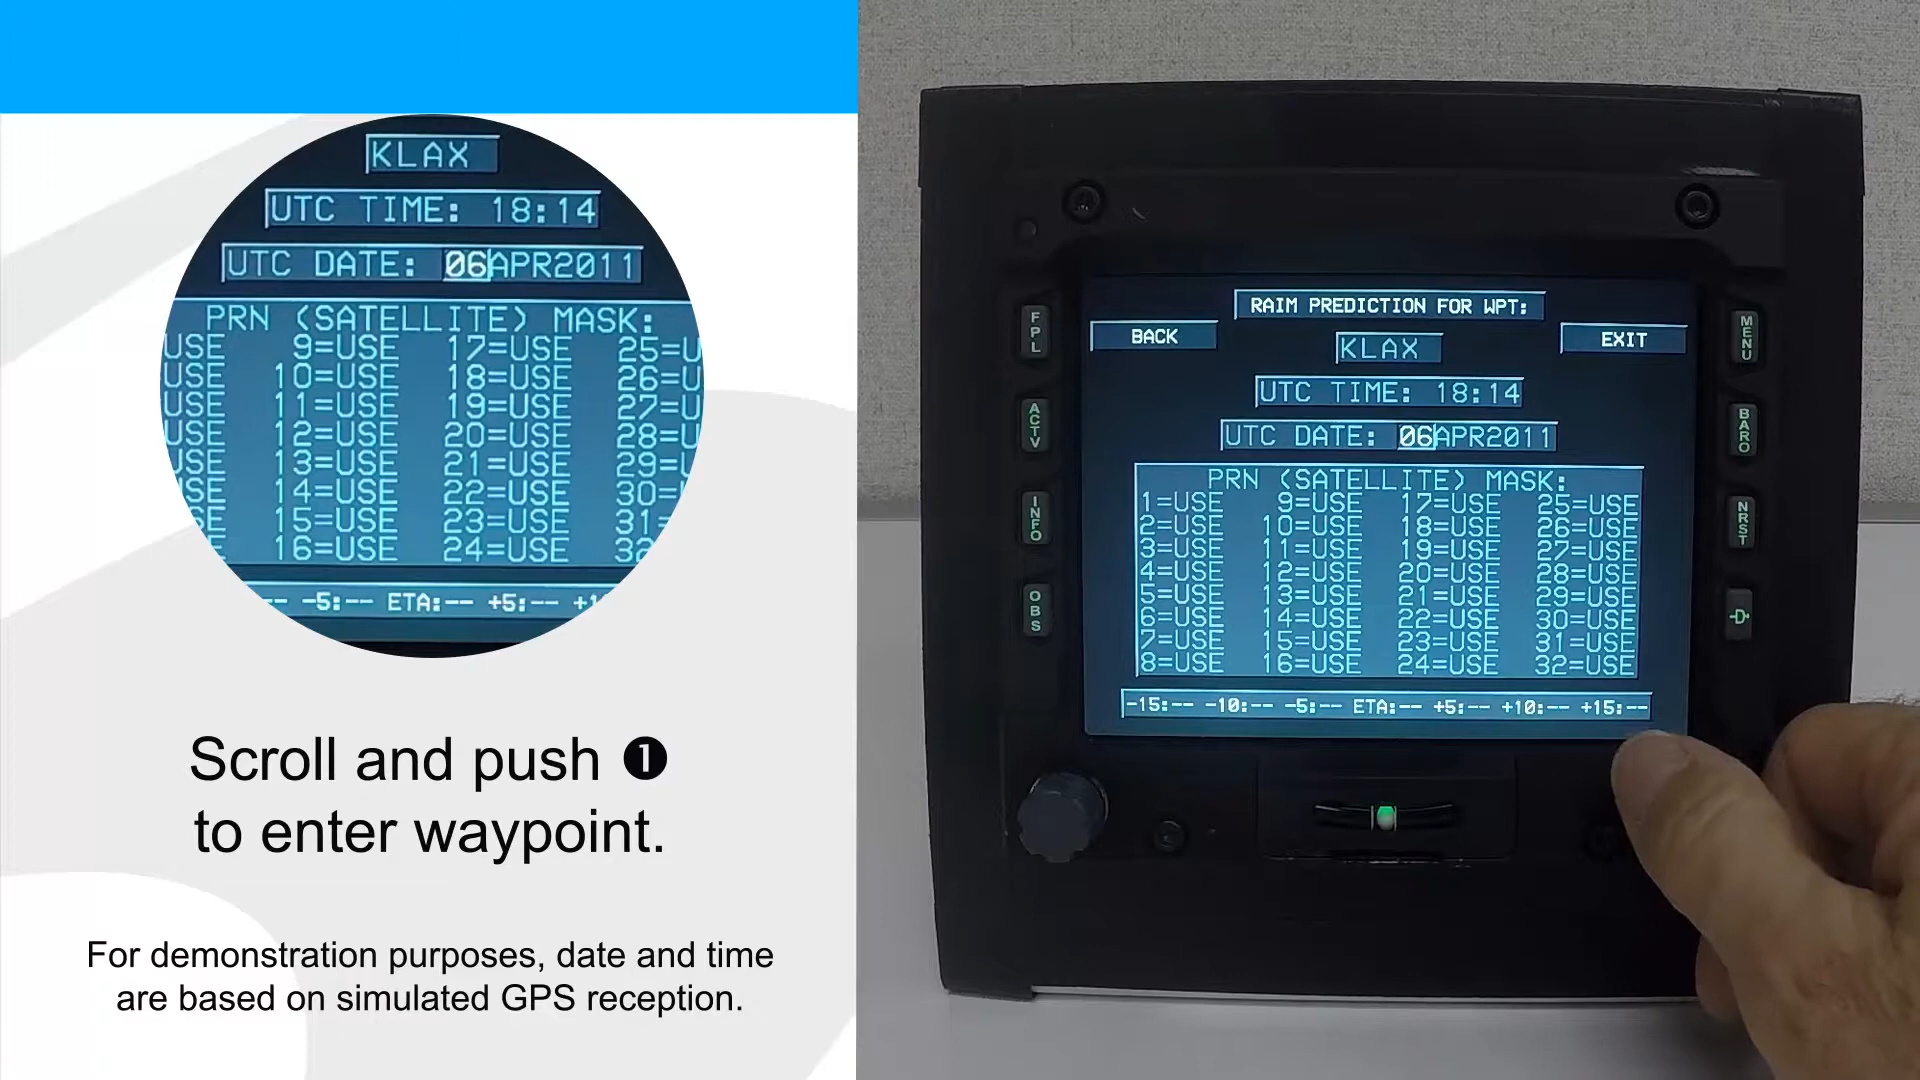 KLAX
UTC TIME: 18:14
UTC DATE: 06APR2011
PRN (SATELLITE) MASK:
USE 9=USE 17=USE 25=U
USE 10=USE 18=USE 26=U
USE 11=USE 19=USE 27=U
USE 12=USE 20=USE 28=U
USE 13=USE 21=USE 29=
SE 14=USE 22=USE 30=
SE 15=USE 23=USE 31=
E 16=USE 24=USE 32
-- -5:-- ETA:-- +5:-- +1
Scroll and push ❶
to enter waypoint.
For demonstration purposes, date and time
are based on simulated GPS reception.
RAIM PREDICTION FOR WPT:
BACK
EXIT
KLAX
UTC TIME: 18:14
UTC DATE: 06APR2011
PRN (SATELLITE) MASK:
1=USE 9=USE 17=USE 25=USE
2=USE 10=USE 18=USE 26=USE
3=USE 11=USE 19=USE 27=USE
4=USE 12=USE 20=USE 28=USE
5=USE 13=USE 21=USE 29=USE
6=USE 14=USE 22=USE 30=USE
7=USE 15=USE 23=USE 31=USE
8=USE 16=USE 24=USE 32=USE
-15:-- -10:-- -5:-- ETA:-- +5:-- +10:-- +15:--
FPL
ACTV
INFO
OBS
MENU
BARO
NRST
D